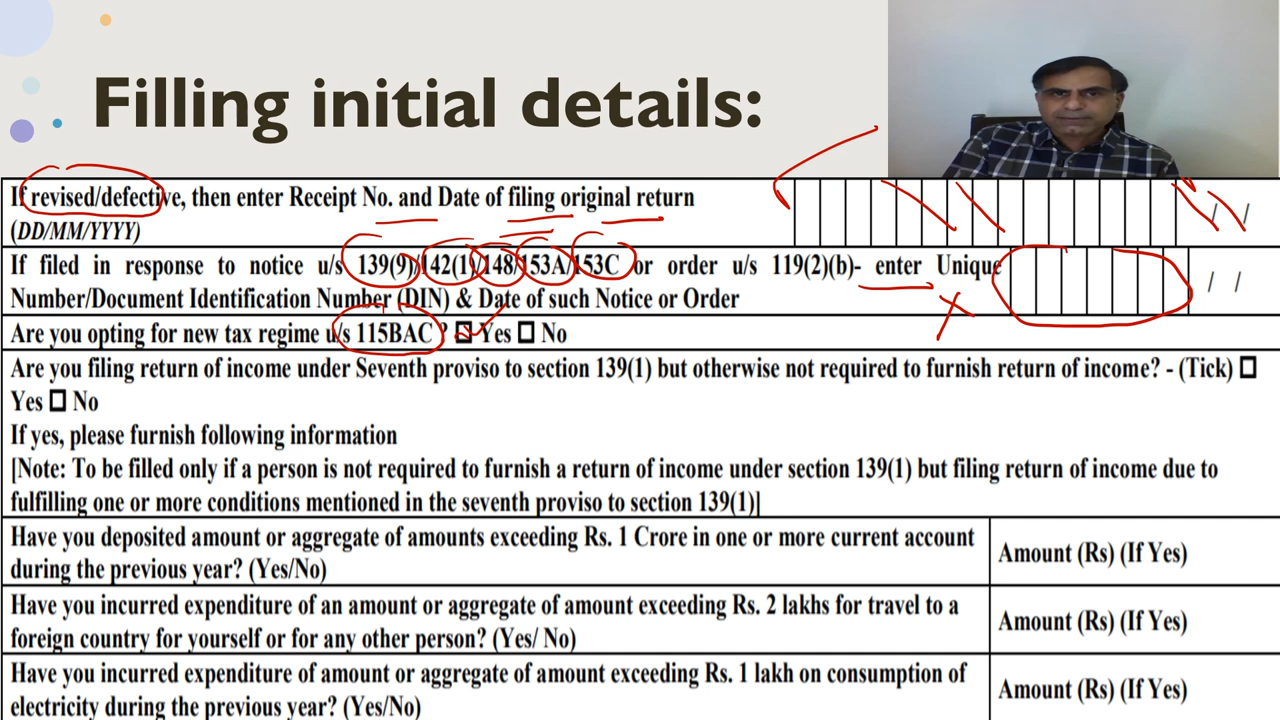 Filling initial details:
If revised/defective, then enter Receipt No. and Date of filing original return
(DD/MM/YYYY)
/ /
If filed in response to notice u/s 139(9)/142(1)/148/153A/153C or order u/s 119(2)(b)- enter Unique
Number/Document Identification Number (DIN) & Date of such Notice or Order
/ /
Are you opting for new tax regime u/s 115BAC ? ☐ Yes ☐ No
Are you filing return of income under Seventh proviso to section 139(1) but otherwise not required to furnish return of income? - (Tick) ☐
Yes ☐ No
If yes, please furnish following information
[Note: To be filled only if a person is not required to furnish a return of income under section 139(1) but filing return of income due to
fulfilling one or more conditions mentioned in the seventh proviso to section 139(1)]
Have you deposited amount or aggregate of amounts exceeding Rs. 1 Crore in one or more current account
during the previous year? (Yes/No)
Amount (Rs) (If Yes)
Have you incurred expenditure of an amount or aggregate of amount exceeding Rs. 2 lakhs for travel to a
foreign country for yourself or for any other person? (Yes/ No)
Amount (Rs) (If Yes)
Have you incurred expenditure of amount or aggregate of amount exceeding Rs. 1 lakh on consumption of
electricity during the previous year? (Yes/No)
Amount (Rs) (If Yes)